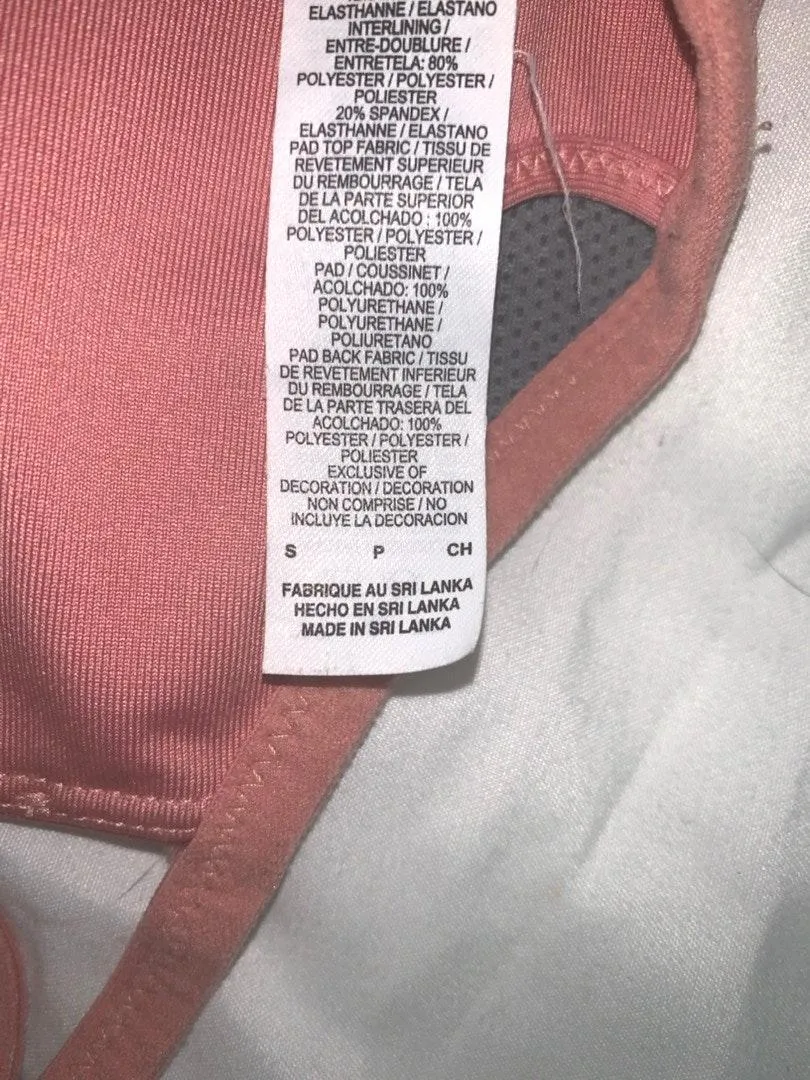 ELASTHANNE / ELASTANO
INTERLINING /
ENTRE-DOUBLURE /
ENTRETELA: 80%
POLYESTER / POLYESTER /
POLIESTER
20% SPANDEX /
ELASTHANNE / ELASTANO
PAD TOP FABRIC / TISSU DE
REVETEMENT SUPERIEUR
DU REMBOURRAGE / TELA
DE LA PARTE SUPERIOR
DEL ACOLCHADO : 100%
POLYESTER / POLYESTER /
POLIESTER
PAD / COUSSINET /
ACOLCHADO: 100%
POLYURETHANE /
POLYURETHANE /
POLIURETANO
PAD BACK FABRIC / TISSU
DE REVETEMENT INFERIEUR
DU REMBOURRAGE / TELA
DE LA PARTE TRASERA DEL
ACOLCHADO: 100%
POLYESTER / POLYESTER /
POLIESTER
EXCLUSIVE OF
DECORATION / DECORATION
NON COMPRISE / NO
INCLUYE LA DECORACION
S P CH
FABRIQUE AU SRI LANKA
HECHO EN SRI LANKA
MADE IN SRI LANKA